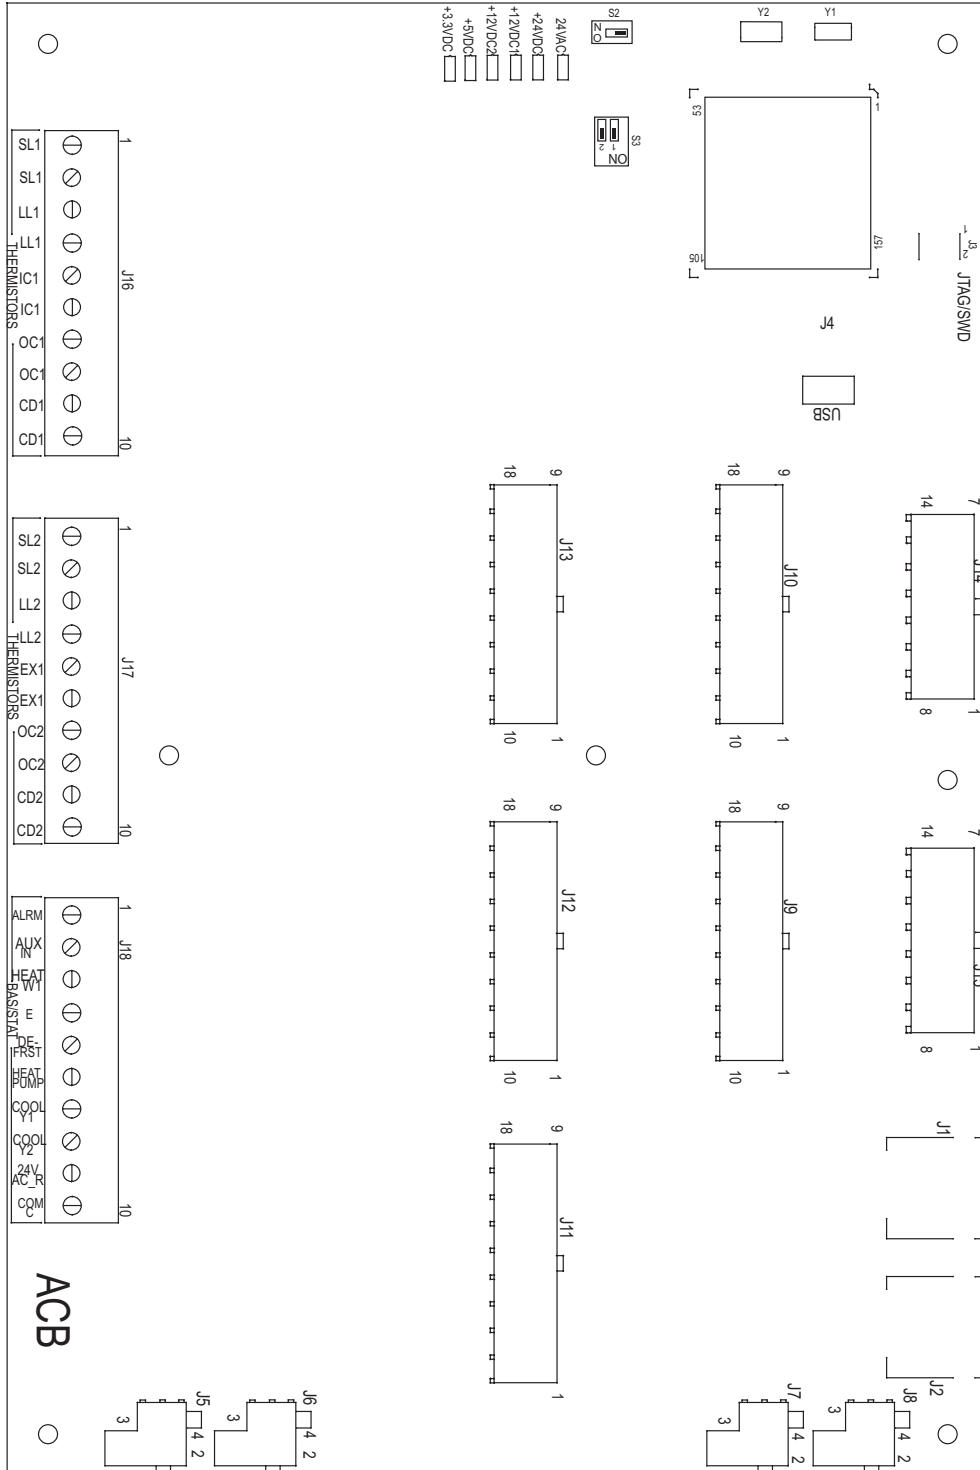 +3.3VDC
+5VDC
+12VDC2
+12VDC1
+24VDC
24VAC
S2
NO
Y2
Y1
S3
2 1
ON
53
1
105
157
J3
1 2
JTAG/SWD
J4
USB
SL1
SL1
LL1
LL1
IC1
IC1
OC1
OC1
CD1
CD1
THERMISTORS
1
J16
10
SL2
SL2
LL2
LL2
EX1
EX1
OC2
OC2
CD2
CD2
THERMISTORS
1
J17
10
18 9
J13
10 1
18 9
J10
10 1
14 7
J14
8 1
18 9
J12
10 1
18 9
J9
10 1
14 7
J15
8 1
ALRM
AUX
IN
HEAT
W1
E
DE-
FRST
HEAT
PUMP
COOL
Y1
COOL
Y2
24V
AC_R
COM
C
BAS/STAT
1
J18
10
18 9
J11
1
J1
J2
ACB
J5
3 4 2
J6
3 4 2
J7
3 4 2
J8
3 4 2